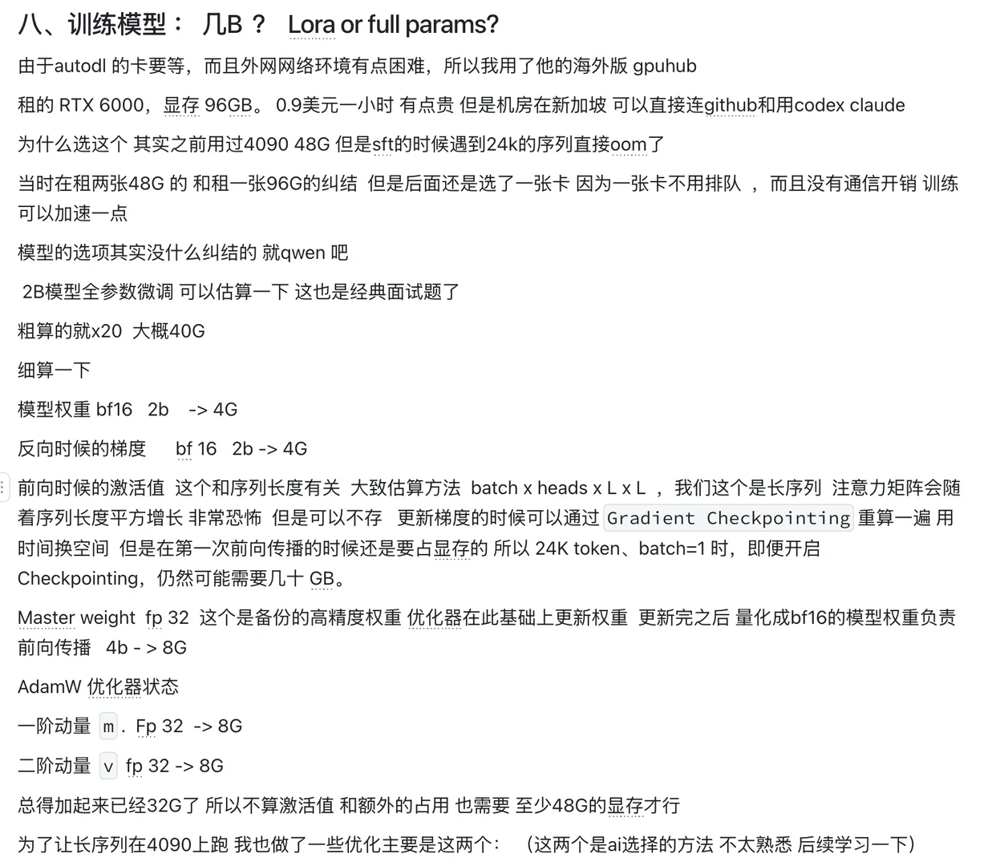 八、训练模型： 几B ？ Lora or full params?
由于autodl 的卡要等，而且外网网络环境有点困难，所以我用了他的海外版 gpuhub
租的 RTX 6000，显存 96GB。 0.9美元一小时 有点贵 但是机房在新加坡 可以直接连github和用codex claude
为什么选这个 其实之前用过4090 48G 但是sft的时候遇到24k的序列直接oom了
当时在租两张48G 的 和租一张96G的纠结 但是后面还是选了一张卡 因为一张卡不用排队 ，而且没有通信开销 训练
可以加速一点
模型的选项其实没什么纠结的 就qwen 吧
2B模型全参数微调 可以估算一下 这也是经典面试题了
粗算的就x20 大概40G
细算一下
模型权重 bf16 2b -> 4G
反向时候的梯度 bf 16 2b -> 4G
前向时候的激活值 这个和序列长度有关 大致估算方法 batch x heads x L x L ，我们这个是长序列 注意力矩阵会随
着序列长度平方增长 非常恐怖 但是可以不存 更新梯度的时候可以通过 Gradient Checkpointing 重算一遍 用
时间换空间 但是在第一次前向传播的时候还是要占显存的 所以 24K token、batch=1 时，即便开启
Checkpointing，仍然可能需要几十 GB。
Master weight fp 32 这个是备份的高精度权重 优化器在此基础上更新权重 更新完之后 量化成bf16的模型权重负责
前向传播 4b - > 8G
AdamW 优化器状态
一阶动量 m . Fp 32 -> 8G
二阶动量 v fp 32 -> 8G
总得加起来已经32G了 所以不算激活值 和额外的占用 也需要 至少48G的显存才行
为了让长序列在4090上跑 我也做了一些优化主要是这两个： （这两个是ai选择的方法 不太熟悉 后续学习一下）